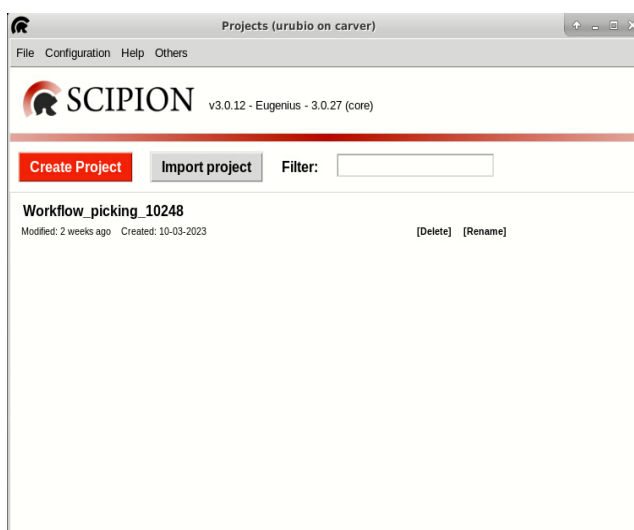 Projects (urubio on carver)
File Configuration Help Others
SCIPION v3.0.12 - Eugenius - 3.0.27 (core)
Create Project Import project Filter:
Workflow_picking_10248
Modified: 2 weeks ago Created: 10-03-2023 [Delete] [Rename]